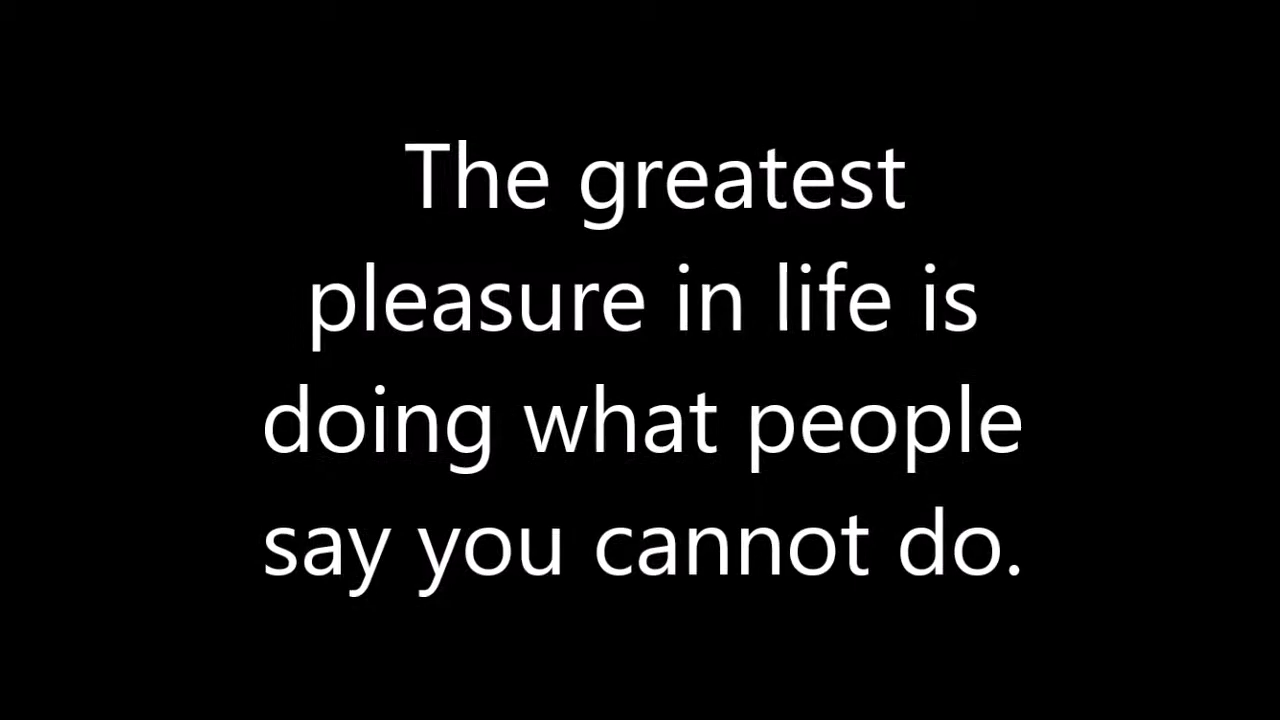 The greatest
pleasure in life is
doing what people
say you cannot do.